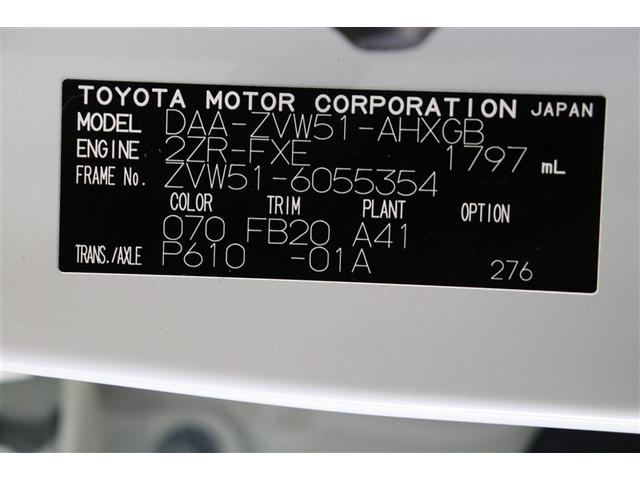 TOYOTA MOTOR CORPORATION JAPAN
MODEL DAA-ZVW51-AHXGB
ENGINE 2ZR-FXE 1797 mL
FRAME No. ZVW51-6055354
COLOR TRIM PLANT OPTION
070 FB20 A41
TRANS./AXLE P610 -01A 276